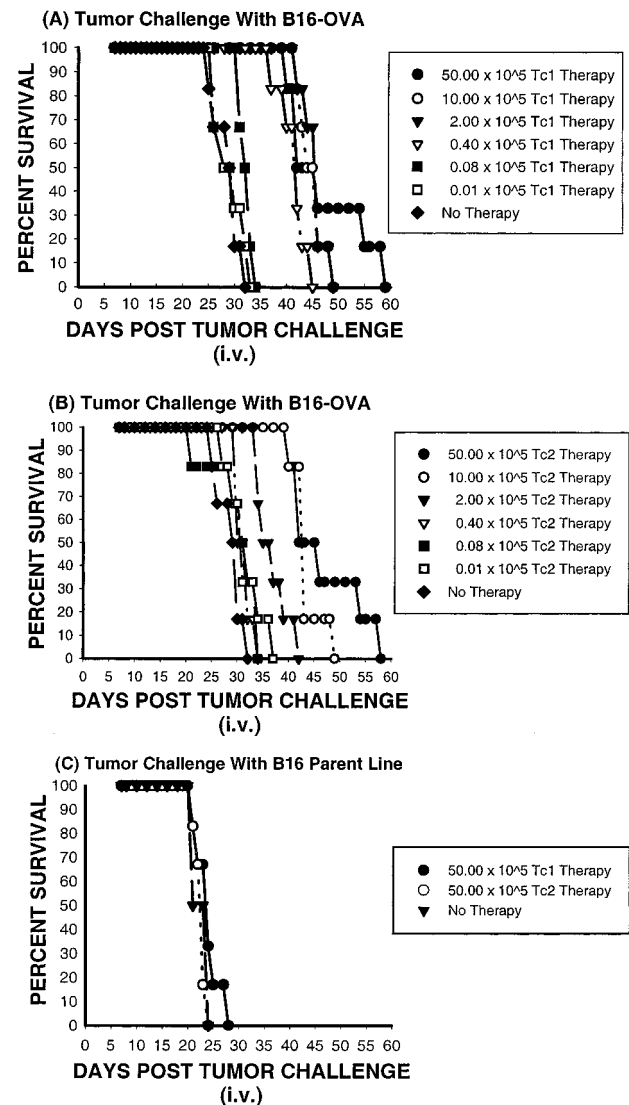 (A) Tumor Challenge With B16-OVA
PERCENT SURVIVAL
100
90
80
70
60
50
40
30
20
10
0
0 5 10 15 20 25 30 35 40 45 50 55 60
DAYS POST TUMOR CHALLENGE
(i.v.)
50.00 x 10^5 Tc1 Therapy
10.00 x 10^5 Tc1 Therapy
2.00 x 10^5 Tc1 Therapy
0.40 x 10^5 Tc1 Therapy
0.08 x 10^5 Tc1 Therapy
0.01 x 10^5 Tc1 Therapy
No Therapy
(B) Tumor Challenge With B16-OVA
PERCENT SURVIVAL
100
90
80
70
60
50
40
30
20
10
0
0 5 10 15 20 25 30 35 40 45 50 55 60
DAYS POST TUMOR CHALLENGE
(i.v.)
50.00 x 10^5 Tc2 Therapy
10.00 x 10^5 Tc2 Therapy
2.00 x 10^5 Tc2 Therapy
0.40 x 10^5 Tc2 Therapy
0.08 x 10^5 Tc2 Therapy
0.01 x 10^5 Tc2 Therapy
No Therapy
(C) Tumor Challenge With B16 Parent Line
PERCENT SURVIVAL
100
90
80
70
60
50
40
30
20
10
0
0 5 10 15 20 25 30 35 40 45 50 55 60
DAYS POST TUMOR CHALLENGE
(i.v.)
50.00 x 10^5 Tc1 Therapy
50.00 x 10^5 Tc2 Therapy
No Therapy